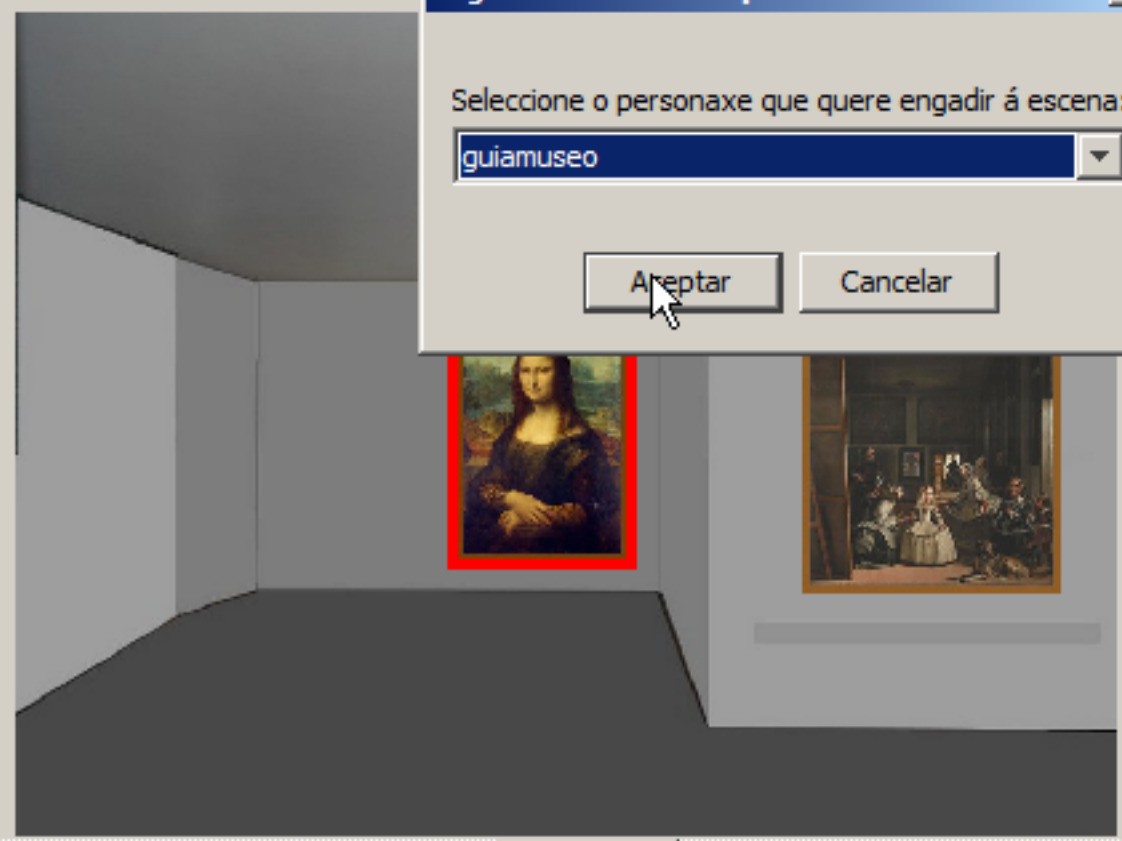 Seleccione o personaxe que quere engadir á escena:
guiamuseo
Aceptar
Cancelar